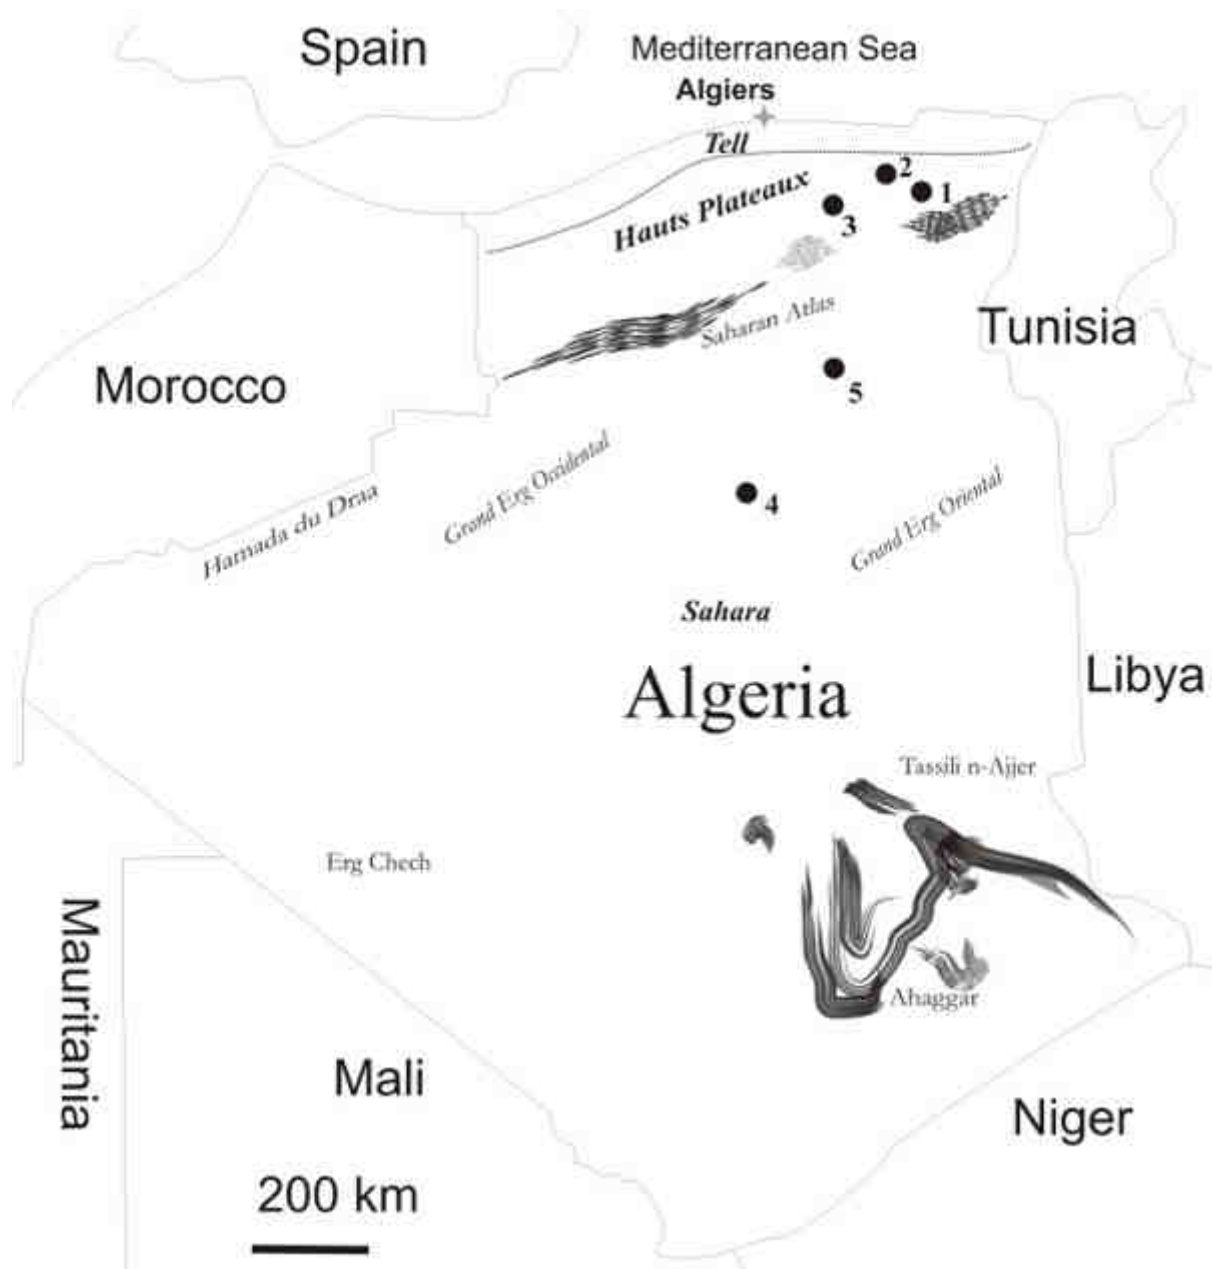 Spain
Mediterranean Sea
Algiers
Tell
2
1
Hauts Plateaux
3
Saharan Atlas
Tunisia
Morocco
5
Grand Erg Occidental
Hamada du Draa
4
Grand Erg Oriental
Sahara
Algeria
Libya
Tassili n-Ajjer
Erg Chech
Mauritania
Ahaggar
Mali
Niger
200 km